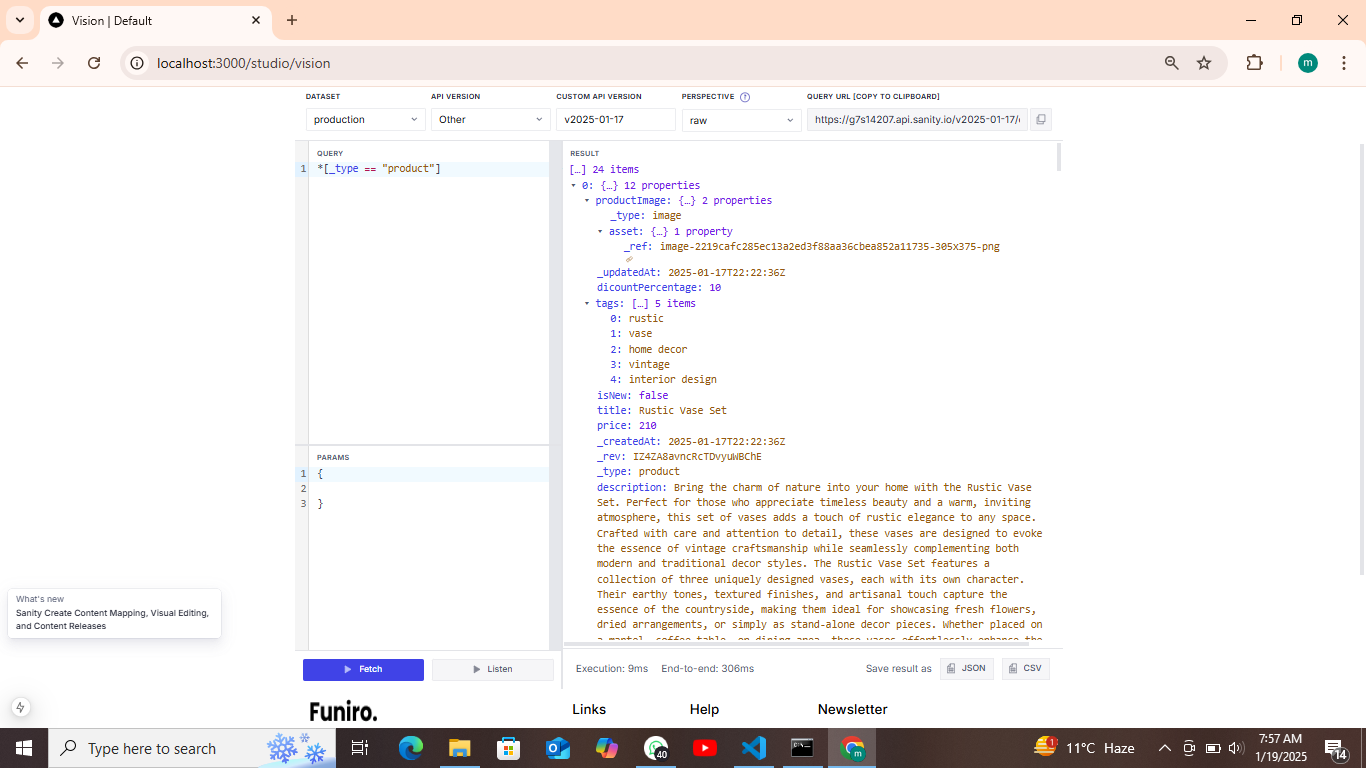 Vision | Default
localhost:3000/studio/vision
m
DATASET
API VERSION
CUSTOM API VERSION
PERSPECTIVE
QUERY URL [COPY TO CLIPBOARD]
production
Other
v2025-01-17
raw
https://g7s14207.api.sanity.io/v2025-01-17/
QUERY
1 *[_type == "product"]
PARAMS
1 {
2
3 }
RESULT
[…] 24 items
0: {…} 12 properties
productImage: {…} 2 properties
_type: image
asset: {…} 1 property
_ref: image-2219cafc285ec13a2ed3f88aa36cbea852a11735-305x375-png
_updatedAt: 2025-01-17T22:22:36Z
dicountPercentage: 10
tags: […] 5 items
0: rustic
1: vase
2: home decor
3: vintage
4: interior design
isNew: false
title: Rustic Vase Set
price: 210
_createdAt: 2025-01-17T22:22:36Z
_rev: IZ4ZA8avncRcTDvyuWBChE
_type: product
description: Bring the charm of nature into your home with the Rustic Vase
Set. Perfect for those who appreciate timeless beauty and a warm, inviting
atmosphere, this set of vases adds a touch of rustic elegance to any space.
Crafted with care and attention to detail, these vases are designed to evoke
the essence of vintage craftsmanship while seamlessly complementing both
modern and traditional decor styles. The Rustic Vase Set features a
collection of three uniquely designed vases, each with its own character.
Their earthy tones, textured finishes, and artisanal touch capture the
essence of the countryside, making them ideal for showcasing fresh flowers,
dried arrangements, or simply as stand-alone decor pieces. Whether placed on
a mantel, coffee table, or dining area, these vases effortlessly enhance the
What's new
Sanity Create Content Mapping, Visual Editing,
and Content Releases
Fetch
Listen
Execution: 9ms
End-to-end: 306ms
Save result as
JSON
CSV
Funiro.
Links
Help
Newsletter
Type here to search
40
1
11°C Haze
7:57 AM
1/19/2025
14